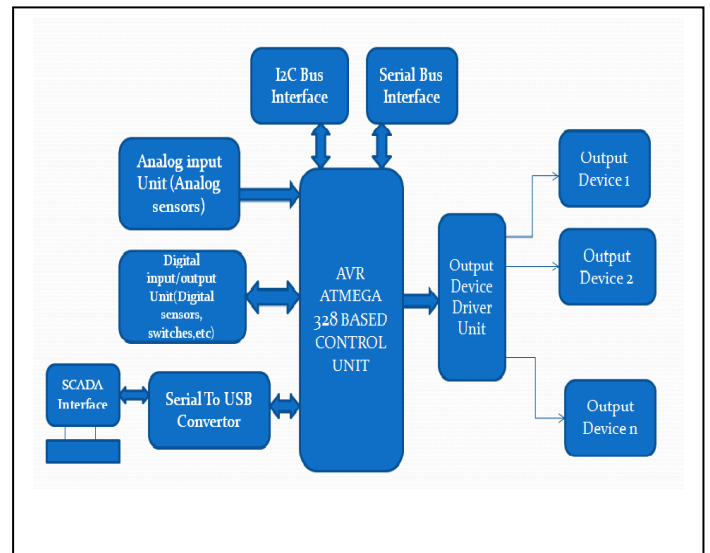 I2C Bus
Interface
Serial Bus
Interface
Analog input
Unit (Analog
sensors)
Output
Device 1
Digital
input/output
Unit(Digital
sensors,
switches,etc)
AVR
ATMEGA
328 BASED
CONTROL
UNIT
Output
Device
Driver
Unit
Output
Device 2
SCADA
Interface
Serial To USB
Convertor
Output
Device n